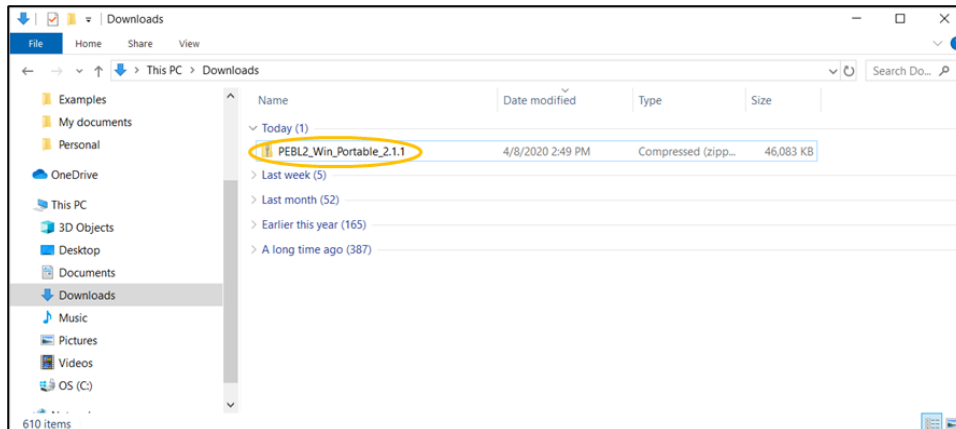 Downloads
File Home Share View
This PC > Downloads
Search Do...
Examples
My documents
Personal
OneDrive
This PC
3D Objects
Desktop
Documents
Downloads
Music
Pictures
Videos
OS (C:)
Name Date modified Type Size
Today (1)
PEBL2_Win_Portable_2.1.1 4/8/2020 2:49 PM Compressed (zipp... 46,083 KB
Last week (5)
Last month (52)
Earlier this year (165)
A long time ago (387)
610 items